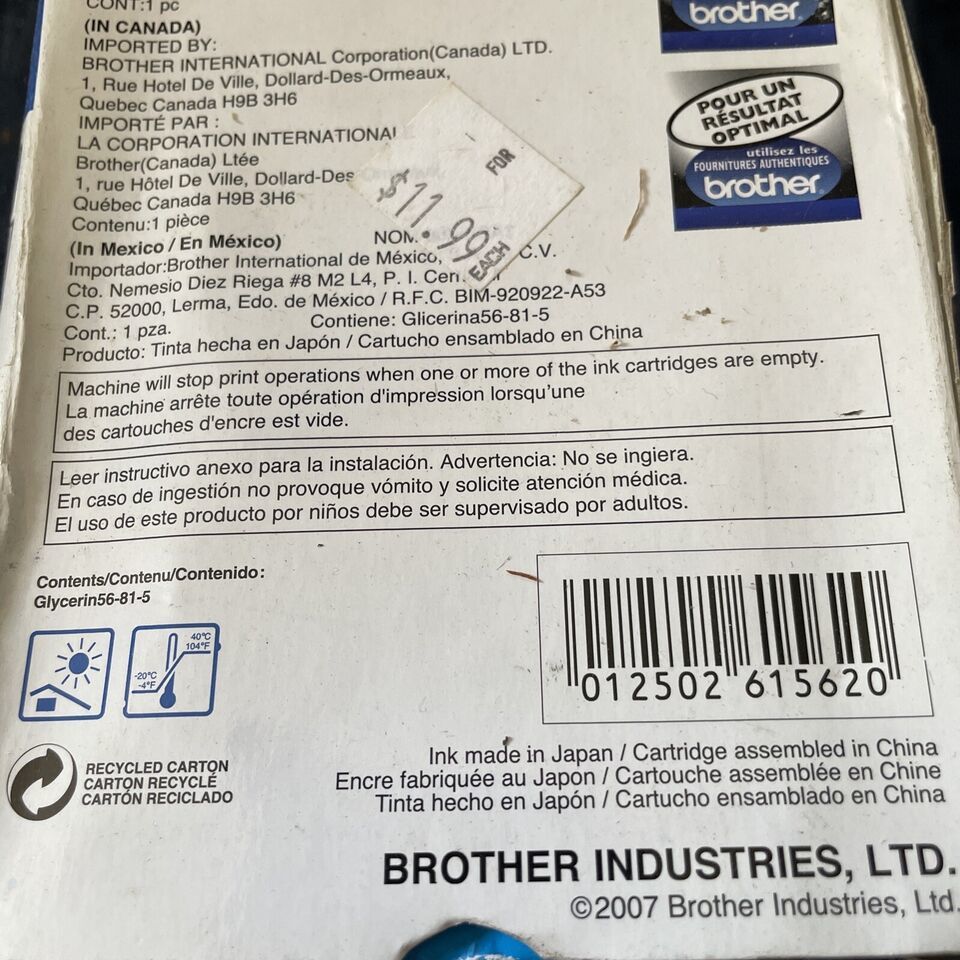 CONT:1 pc
(IN CANADA)
IMPORTED BY:
BROTHER INTERNATIONAL Corporation(Canada) LTD.
1, Rue Hotel De Ville, Dollard-Des-Ormeaux,
Quebec Canada H9B 3H6
IMPORTÉ PAR :
LA CORPORATION INTERNATIONALE
Brother(Canada) Ltée
1, rue Hôtel De Ville, Dollard-Des
Québec Canada H9B 3H6
Contenu:1 pièce
(In Mexico / En México) NOM.
Importador:Brother International de México, C.V.
Cto. Nemesio Diez Riega #8 M2 L4, P. I. Cer
C.P. 52000, Lerma, Edo. de México / R.F.C. BIM-920922-A53
Cont.: 1 pza. Contiene: Glicerina56-81-5
Producto: Tinta hecha en Japón / Cartucho ensamblado en China
FOR
$11.99
EACH
brother
POUR UN
RÉSULTAT
OPTIMAL
utilisez les
FOURNITURES AUTHENTIQUES
brother
Machine will stop print operations when one or more of the ink cartridges are empty.
La machine arrête toute opération d'impression lorsqu'une
des cartouches d'encre est vide.
Leer instructivo anexo para la instalación. Advertencia: No se ingiera.
En caso de ingestión no provoque vómito y solicite atención médica.
El uso de este producto por niños debe ser supervisado por adultos.
Contents/Contenu/Contenido:
Glycerin56-81-5
40°C
104°F
-20°C
-4°F
012502 615620
RECYCLED CARTON
CARTON RECYCLÉ
CARTÓN RECICLADO
Ink made in Japan / Cartridge assembled in China
Encre fabriquée au Japon / Cartouche assemblée en Chine
Tinta hecho en Japón / Cartucho ensamblado en China
BROTHER INDUSTRIES, LTD.
©2007 Brother Industries, Ltd.